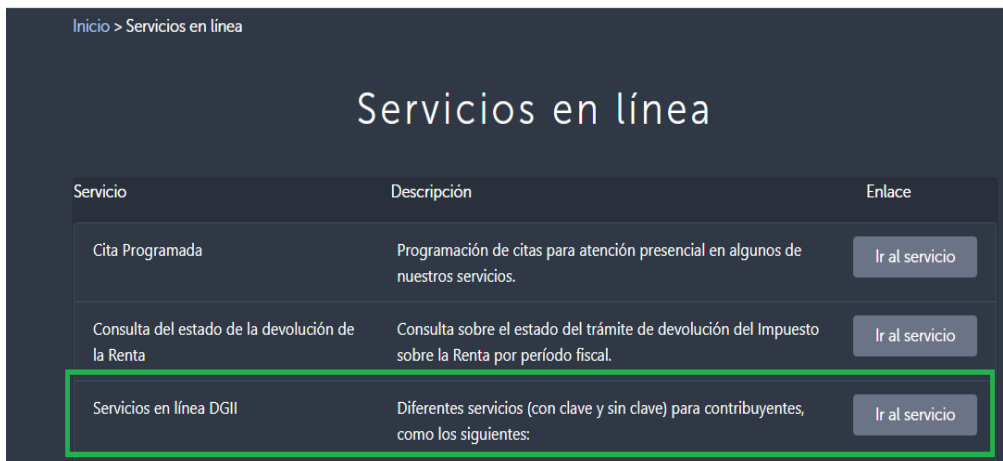 Inicio > Servicios en línea
Servicios en línea
Servicio Descripción Enlace
Cita Programada Programación de citas para atención presencial en algunos de Ir al servicio
nuestros servicios.
Consulta del estado de la devolución de Consulta sobre el estado del trámite de devolución del Impuesto Ir al servicio
la Renta sobre la Renta por período fiscal.
Servicios en línea DGII Diferentes servicios (con clave y sin clave) para contribuyentes, Ir al servicio
como los siguientes: